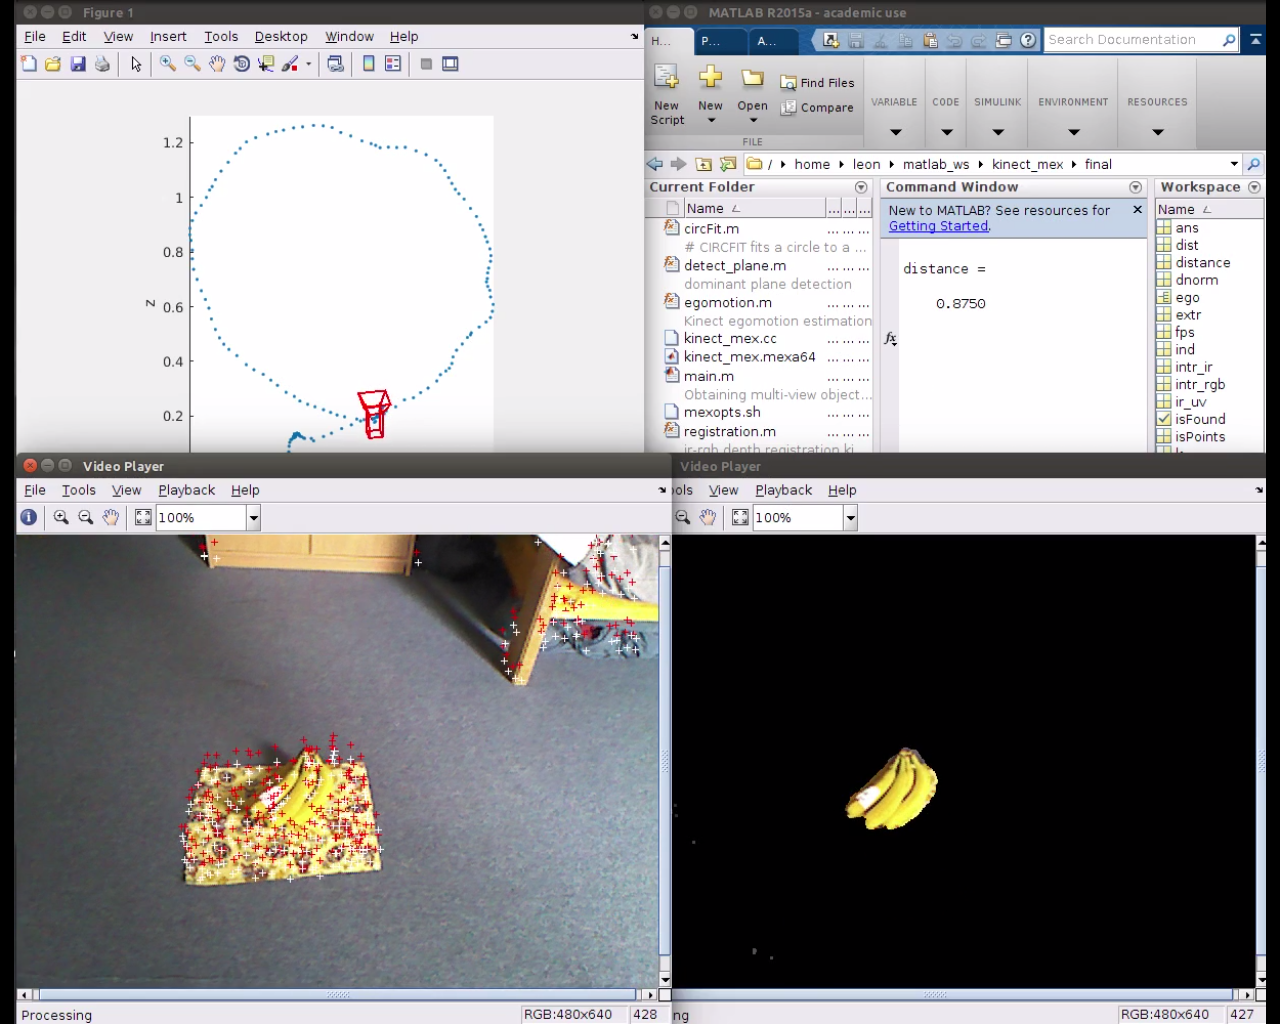 Figure 1
File Edit View Insert Tools Desktop Window Help
1.2
1
0.8
0.6
0.4
0.2
z
MATLAB R2015a - academic use
H... P... A...
Search Documentation
New Script
New
Open
Find Files
Compare
FILE
VARIABLE
CODE
SIMULINK
ENVIRONMENT
RESOURCES
/ home leon matlab_ws kinect_mex final
Current Folder
Name ... ... ...
circFit.m ... ... ...
# CIRCFIT fits a circle to a ...
detect_plane.m ... ... ...
dominant plane detection
egomotion.m ... ... ...
Kinect egomotion estimation
kinect_mex.cc ... ... ...
kinect_mex.mexa64 ... ... ...
main.m ... ... ...
Obtaining multi-view object...
mexopts.sh ... ... ...
registration.m ... ... ...
ir-rgb depth registration ki
Command Window
New to MATLAB? See resources for
Getting Started.
distance =
0.8750
fx
Workspace
Name
ans
dist
distance
dnorm
ego
extr
fps
ind
intr_ir
intr_rgb
ir_uv
isFound
isPoints
Video Player
File Tools View Playback Help
100%
Processing
RGB:480x640 428
Video Player
ools View Playback Help
100%
ng
RGB:480x640 427